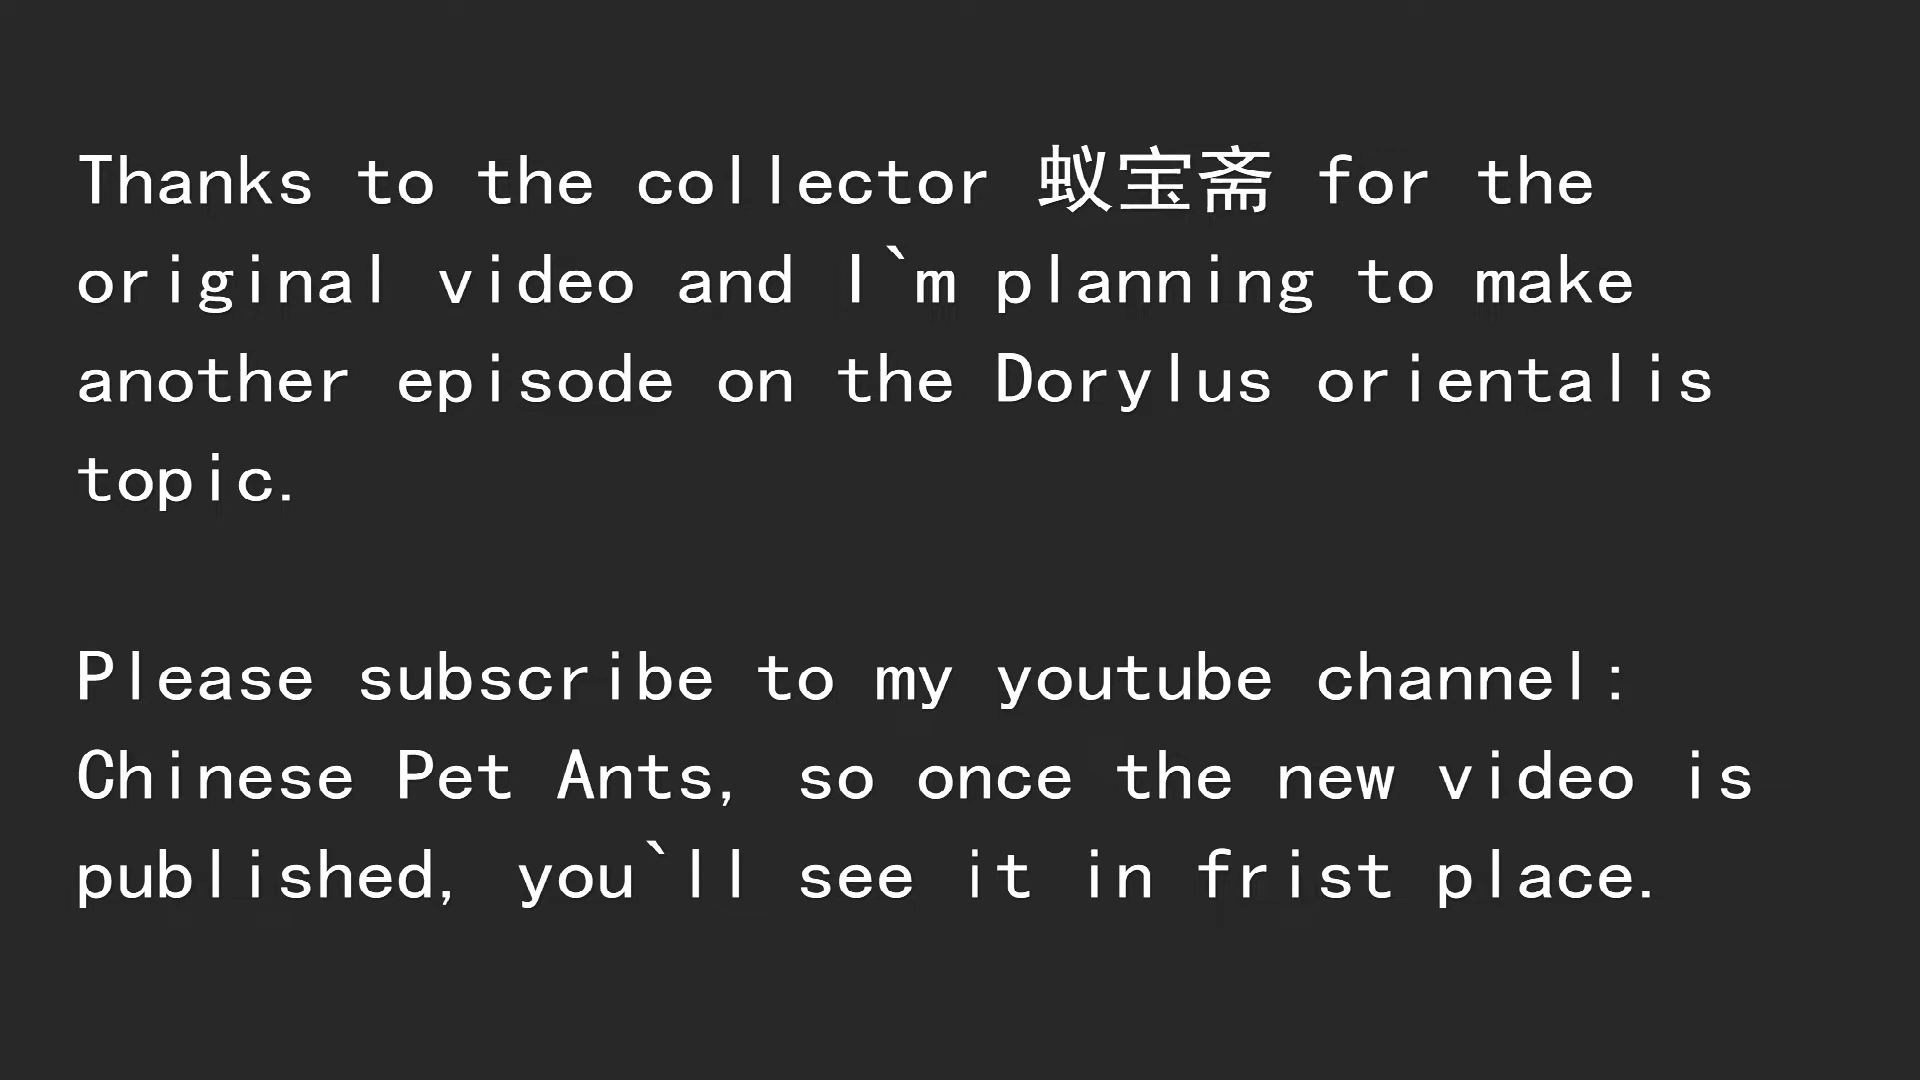 Thanks to the collector 蚁宝斋 for the
original video and I`m planning to make
another episode on the Dorylus orientalis
topic.
Please subscribe to my youtube channel:
Chinese Pet Ants, so once the new video is
published, you`ll see it in frist place.